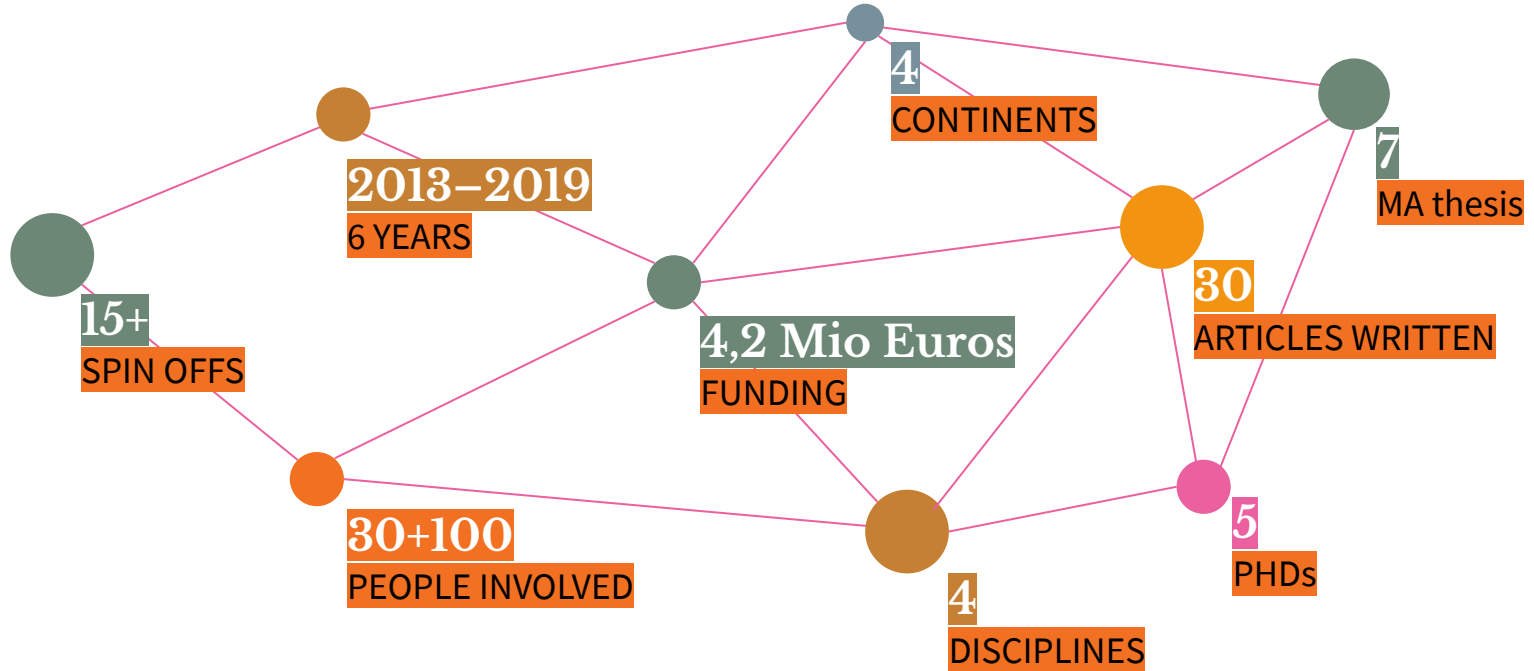 4
CONTINENTS
7
MA thesis
2013–2019
6 YEARS
30
ARTICLES WRITTEN
15+
SPIN OFFS
4,2 Mio Euros
FUNDING
5
PHDs
30+100
PEOPLE INVOLVED
4
DISCIPLINES